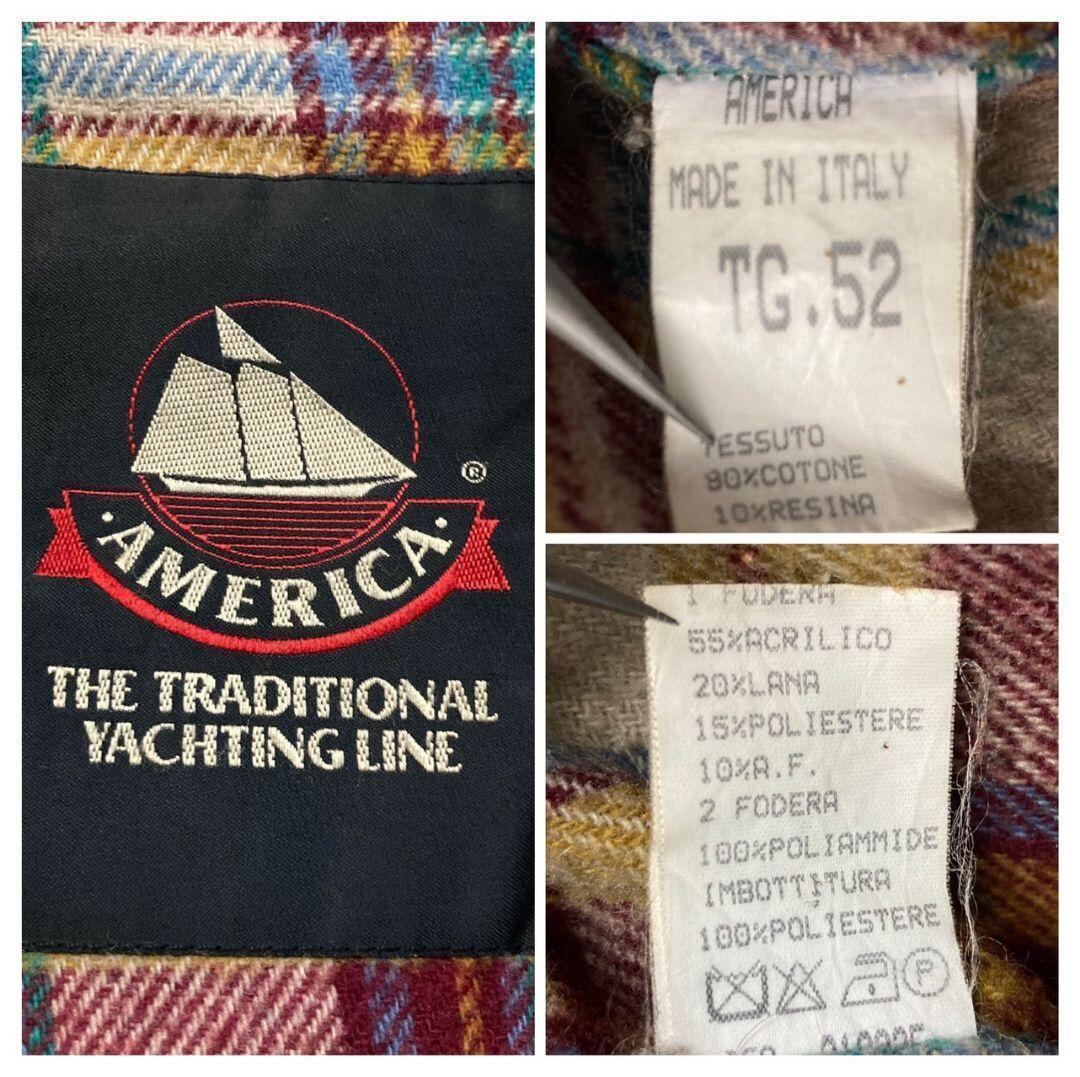 ®
·AMERICA·
THE TRADITIONAL
YACHTING LINE
AMERICA
MADE IN ITALY
TG.52
TESSUTO
90%COTONE
10%RESINA
1 FODERA
55%ACRILICO
20%LANA
15%POLIESTERE
10%A.F.
2 FODERA
100%POLIAMMIDE
IMBOTTITURA
100%POLIESTERE
P